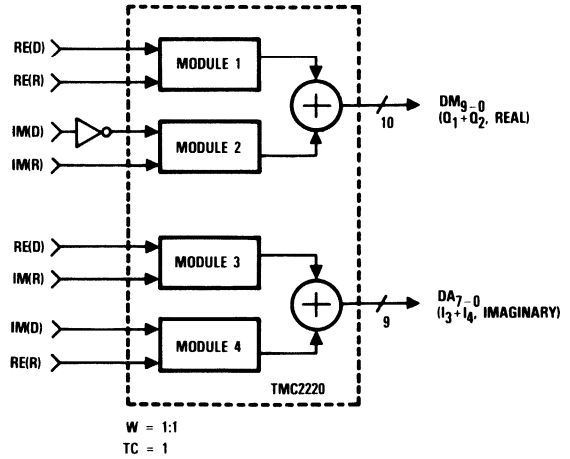 RE(D)
RE(R)
MODULE 1
IM(D)
IM(R)
MODULE 2
DM9–0
(Q1+Q2, REAL)
10
RE(D)
IM(R)
MODULE 3
IM(D)
RE(R)
MODULE 4
DA7–0
(I3+I4, IMAGINARY)
9
TMC2220
W = 1:1
TC = 1